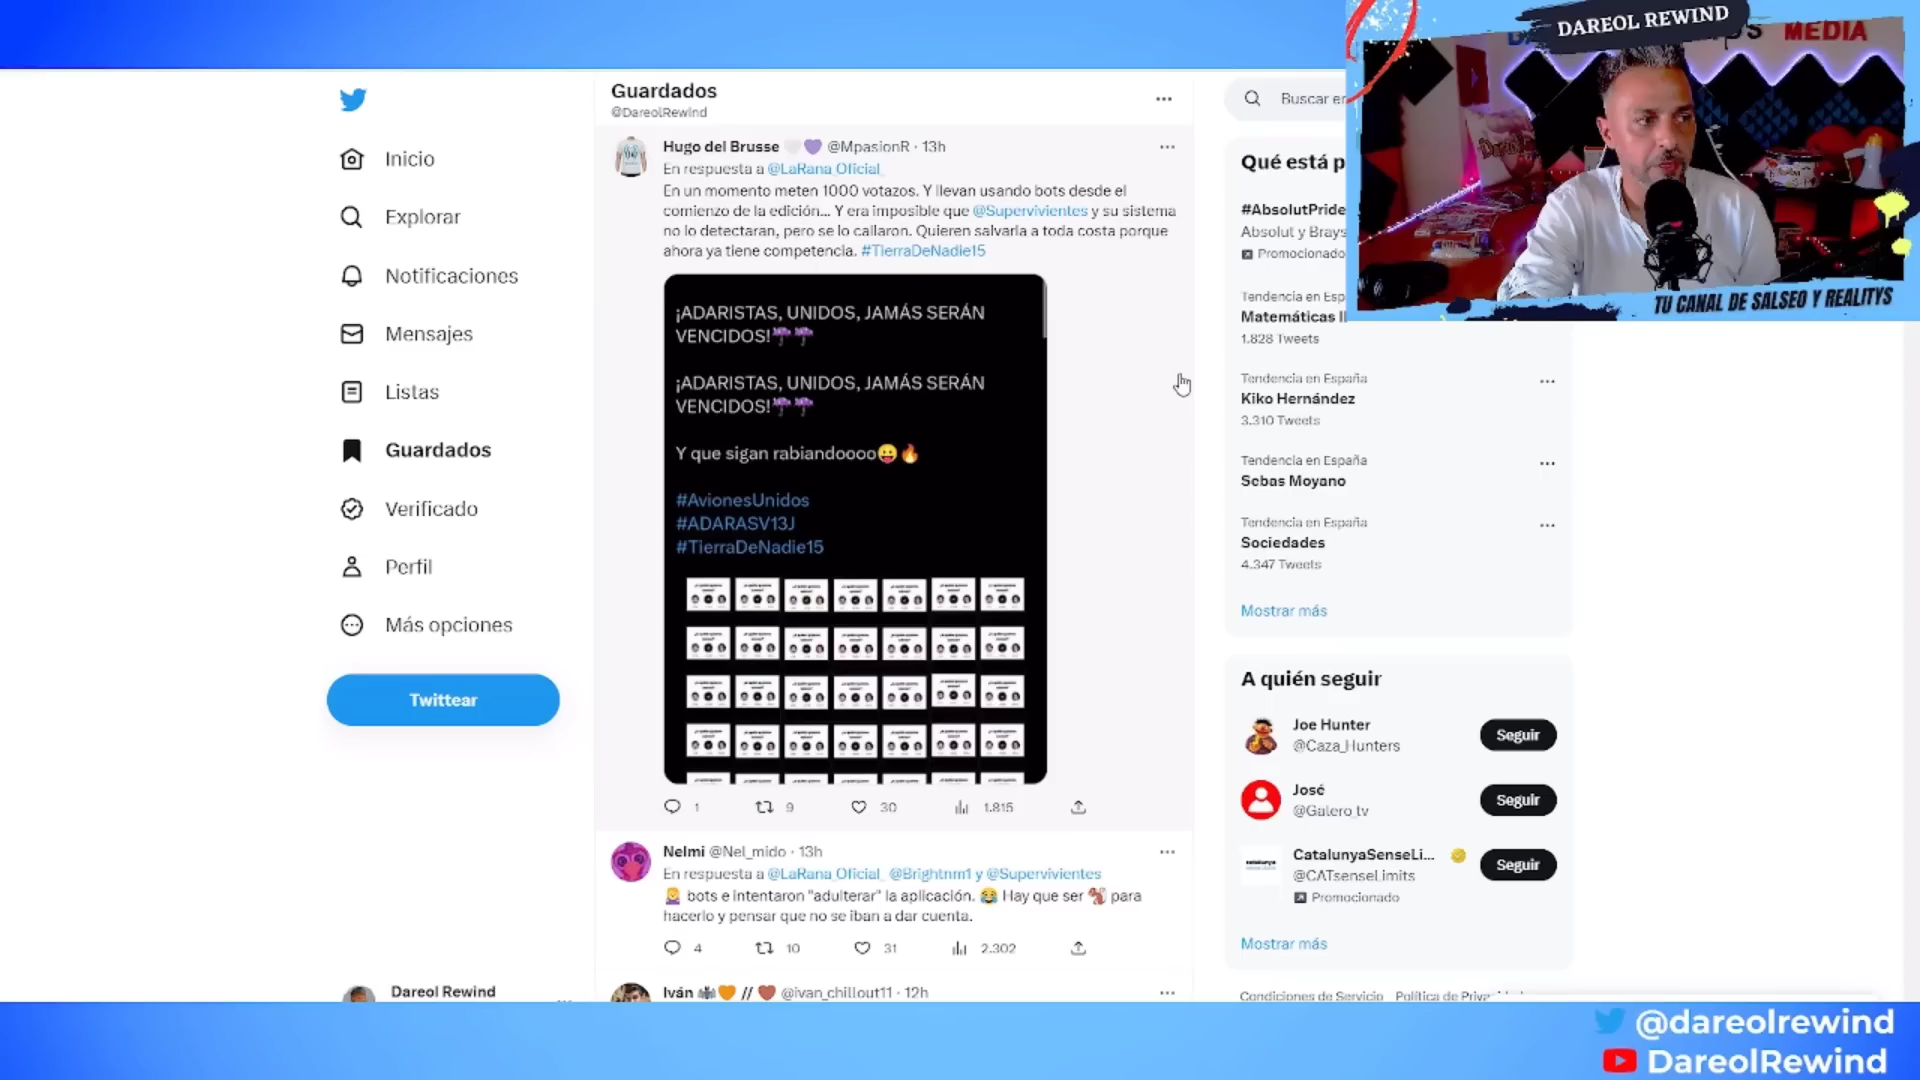 DAREOL REWIND
MEDIA
TU CANAL DE SALSEO Y REALITYS
Inicio
Explorar
Notificaciones
Mensajes
Listas
Guardados
Verificado
Perfil
Más opciones
Twittear
Dareol Rewind
Guardados
@DareolRewind
Hugo del Brusse 🤍💜 @MpasionR · 13h
En respuesta a @LaRana_Oficial_
En un momento meten 1000 votazos. Y llevan usando bots desde el
comienzo de la edición... Y era imposible que @Supervivientes y su sistema
no lo detectaran, pero se lo callaron. Quieren salvarla a toda costa porque
ahora ya tiene competencia. #TierraDeNadie15
¡ADARISTAS, UNIDOS, JAMÁS SERÁN
VENCIDOS!☔☔
¡ADARISTAS, UNIDOS, JAMÁS SERÁN
VENCIDOS!☔☔
Y que sigan rabiandoooo😛🔥
#AvionesUnidos
#ADARASV13J
#TierraDeNadie15
1 9 30 1.815
Nelmi @Nel_mido · 13h
En respuesta a @LaRana_Oficial_ @Brightnm1 y @Supervivientes
🤷‍♀️ bots e intentaron "adulterar" la aplicación. 😂 Hay que ser 🐿️ para
hacerlo y pensar que no se iban a dar cuenta.
4 10 31 2.302
Iván 🧡 // ❤️ @ivan_chillout11 · 12h
Buscar en
Qué está p
#AbsolutPride
Absolut y Brays
Promocionado
Tendencia en Esp
Matemáticas II
1.828 Tweets
Tendencia en España
Kiko Hernández
3.310 Tweets
Tendencia en España
Sebas Moyano
Tendencia en España
Sociedades
4.347 Tweets
Mostrar más
A quién seguir
Joe Hunter
@Caza_Hunters
Seguir
José
@Galero_tv
Seguir
CatalunyaSenseLi...
@CATsenseLimits
Seguir
Promocionado
Mostrar más
Condiciones de Servicio Política de Priva
@dareolrewind
DareolRewind